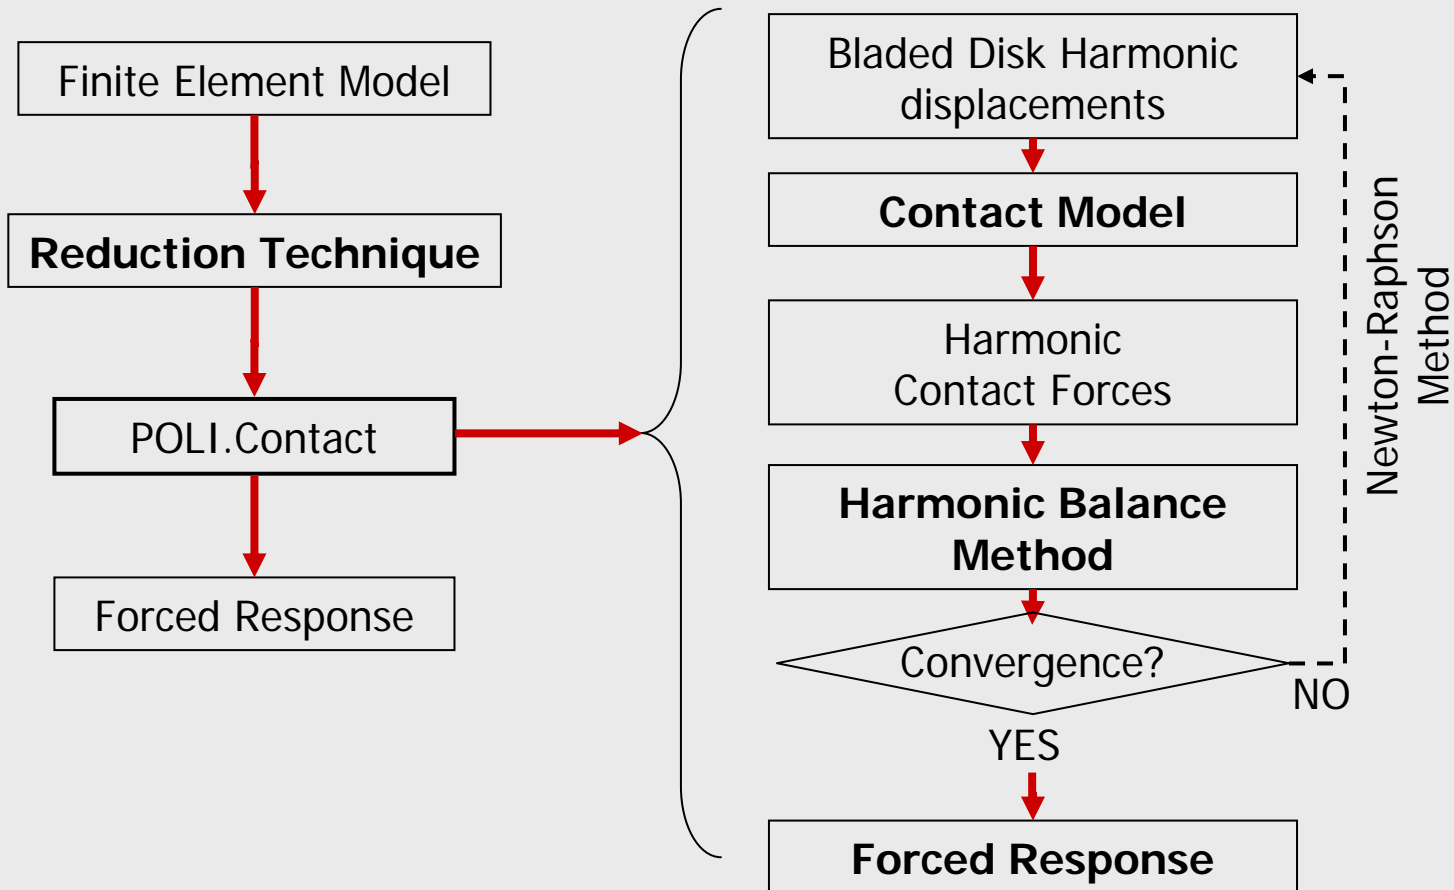 Finite Element Model
Reduction Technique
POLI.Contact
Forced Response
Bladed Disk Harmonic
displacements
Contact Model
Harmonic
Contact Forces
Harmonic Balance
Method
Convergence?
NO
YES
Forced Response
Newton-Raphson
Method